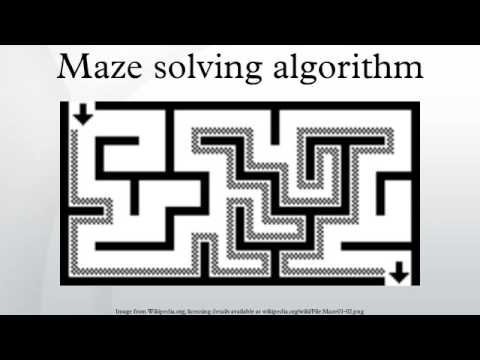 Maze solving algorithm
Image from Wikipedia.org, licensing details available at wikipedia.org/wiki/File:Maze01-02.png